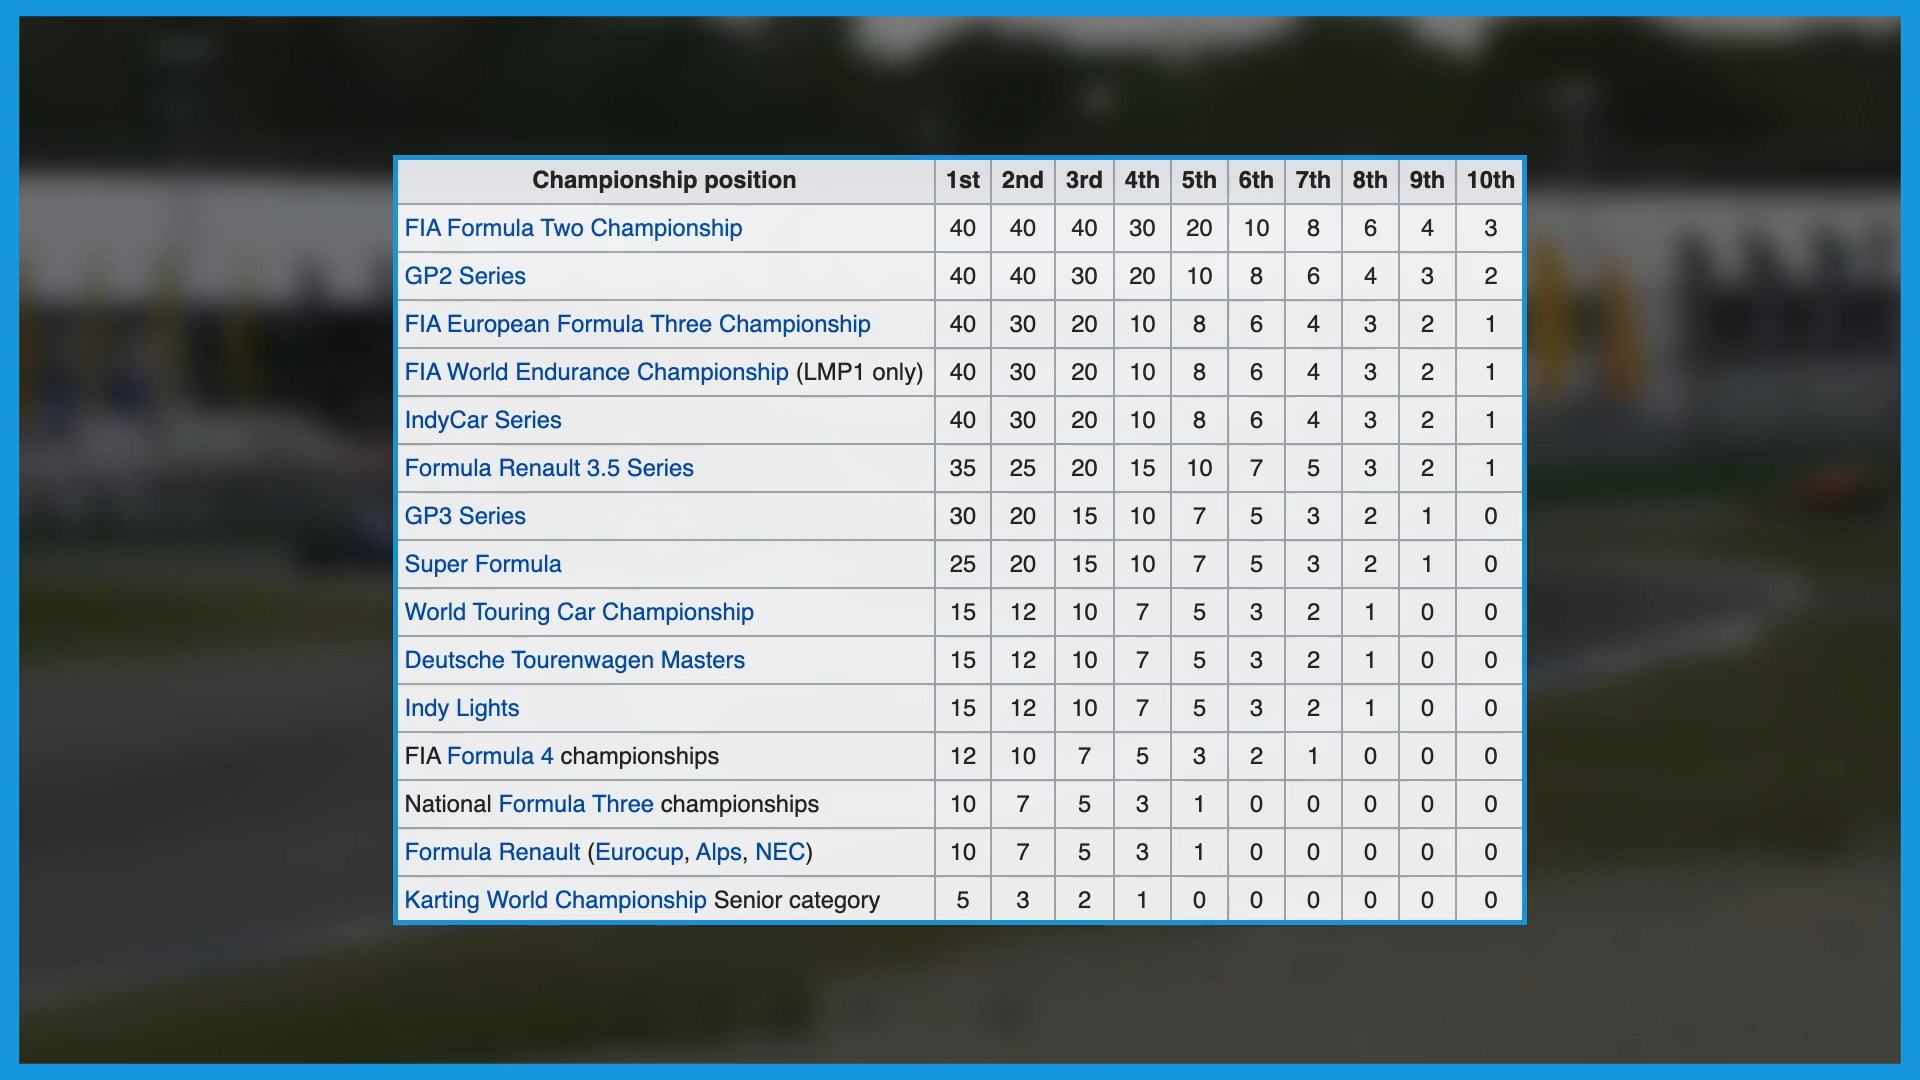 Championship position 1st 2nd 3rd 4th 5th 6th 7th 8th 9th 10th
FIA Formula Two Championship 40 40 40 30 20 10 8 6 4 3
GP2 Series 40 40 30 20 10 8 6 4 3 2
FIA European Formula Three Championship 40 30 20 10 8 6 4 3 2 1
FIA World Endurance Championship (LMP1 only) 40 30 20 10 8 6 4 3 2 1
IndyCar Series 40 30 20 10 8 6 4 3 2 1
Formula Renault 3.5 Series 35 25 20 15 10 7 5 3 2 1
GP3 Series 30 20 15 10 7 5 3 2 1 0
Super Formula 25 20 15 10 7 5 3 2 1 0
World Touring Car Championship 15 12 10 7 5 3 2 1 0 0
Deutsche Tourenwagen Masters 15 12 10 7 5 3 2 1 0 0
Indy Lights 15 12 10 7 5 3 2 1 0 0
FIA Formula 4 championships 12 10 7 5 3 2 1 0 0 0
National Formula Three championships 10 7 5 3 1 0 0 0 0 0
Formula Renault (Eurocup, Alps, NEC) 10 7 5 3 1 0 0 0 0 0
Karting World Championship Senior category 5 3 2 1 0 0 0 0 0 0